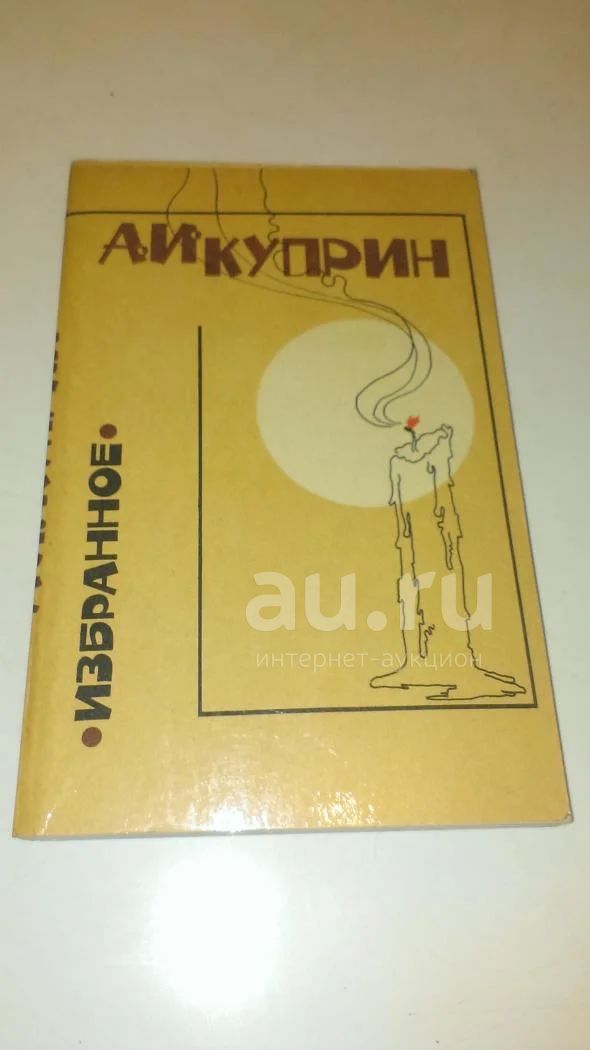 А.И. КУПРИН
• ИЗБРАННОЕ •
au.ru
интернет-аукцион